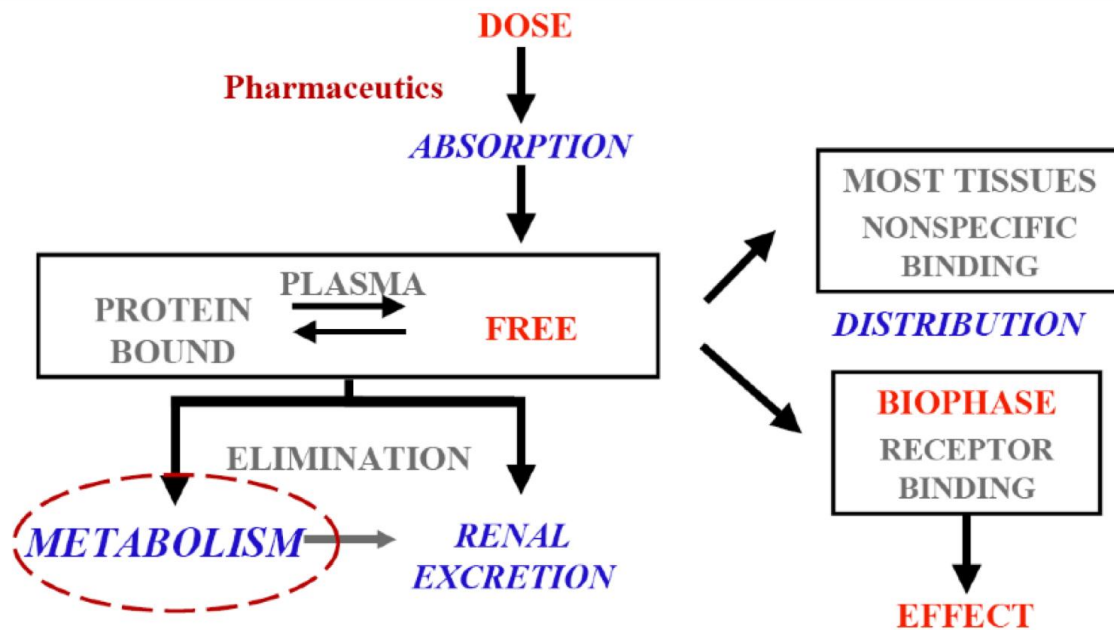 DOSE
Pharmaceutics
ABSORPTION
PLASMA
PROTEIN
BOUND
FREE
MOST TISSUES
NONSPECIFIC
BINDING
DISTRIBUTION
BIOPHASE
RECEPTOR
BINDING
EFFECT
ELIMINATION
METABOLISM
RENAL
EXCRETION